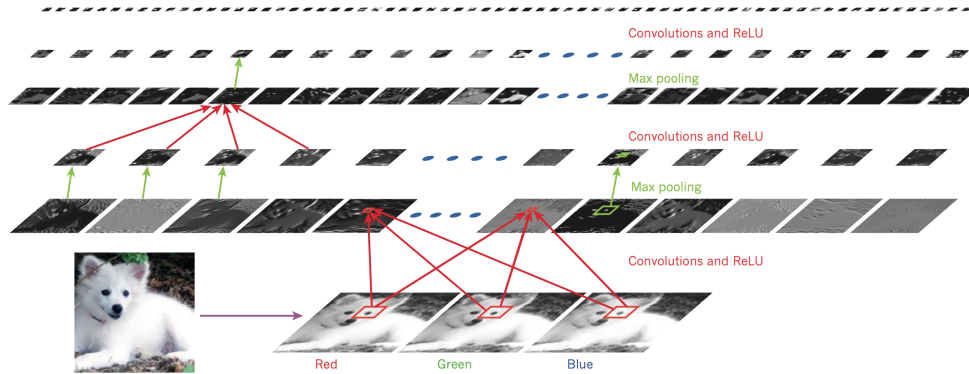 Convolutions and ReLU
Max pooling
Convolutions and ReLU
Max pooling
Convolutions and ReLU
Red
Green
Blue